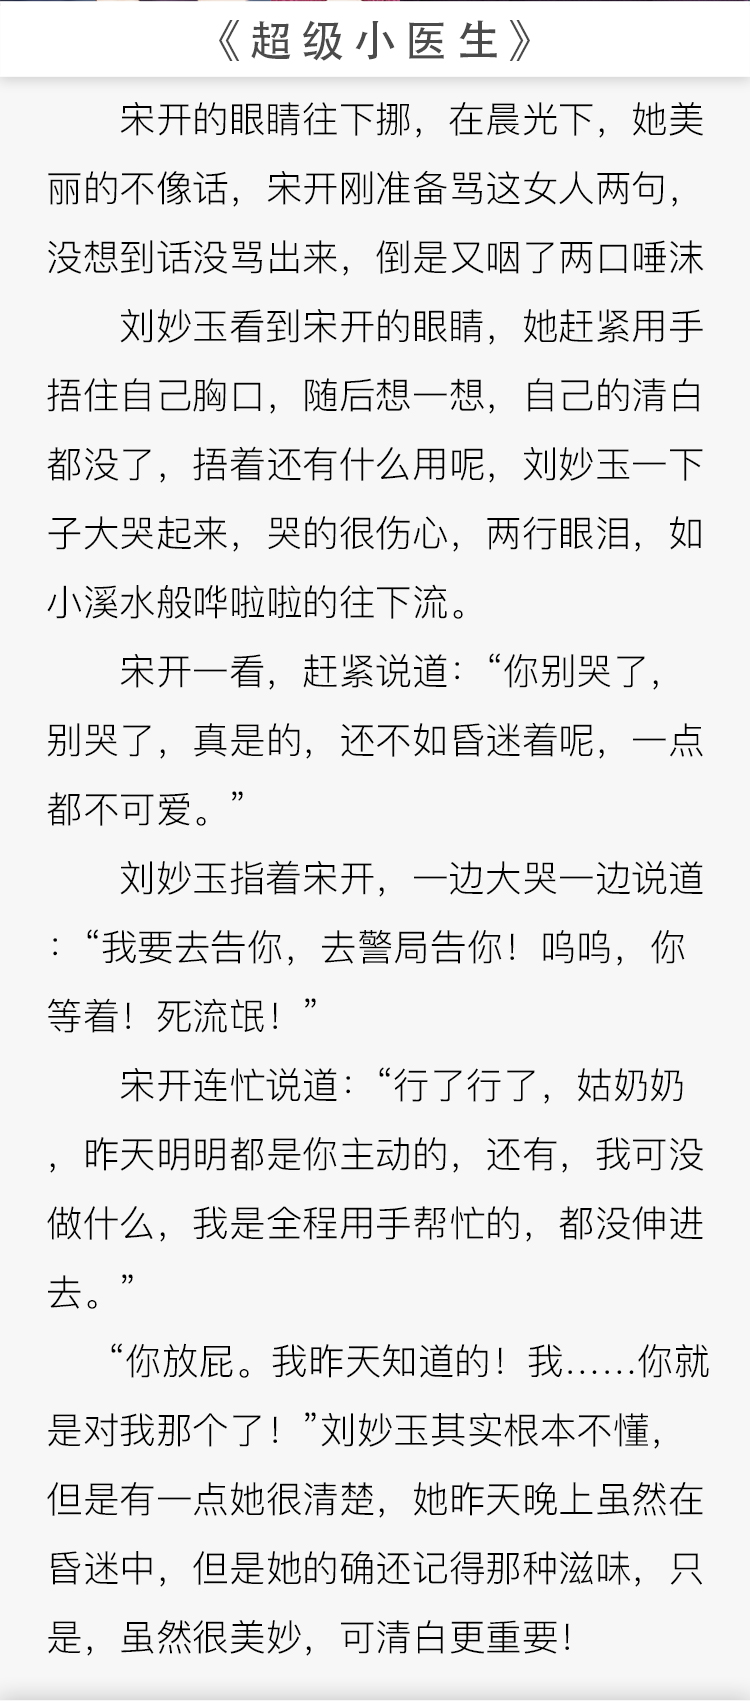 《超级小医生》
宋开的眼睛往下挪，在晨光下，她美
丽的不像话，宋开刚准备骂这女人两句，
没想到话没骂出来，倒是又咽了两口唾沫
刘妙玉看到宋开的眼睛，她赶紧用手
捂住自己胸口，随后想一想，自己的清白
都没了，捂着还有什么用呢，刘妙玉一下
子大哭起来，哭的很伤心，两行眼泪，如
小溪水般哗啦啦的往下流。
宋开一看，赶紧说道：“你别哭了，
别哭了，真是的，还不如昏迷着呢，一点
都不可爱。”
刘妙玉指着宋开，一边大哭一边说道
：“我要去告你，去警局告你！呜呜，你
等着！死流氓！”
宋开连忙说道：“行了行了，姑奶奶
，昨天明明都是你主动的，还有，我可没
做什么，我是全程用手帮忙的，都没伸进
去。”
“你放屁。我昨天知道的！我……你就
是对我那个了！”刘妙玉其实根本不懂，
但是有一点她很清楚，她昨天晚上虽然在
昏迷中，但是她的确还记得那种滋味，只
是，虽然很美妙，可清白更重要！